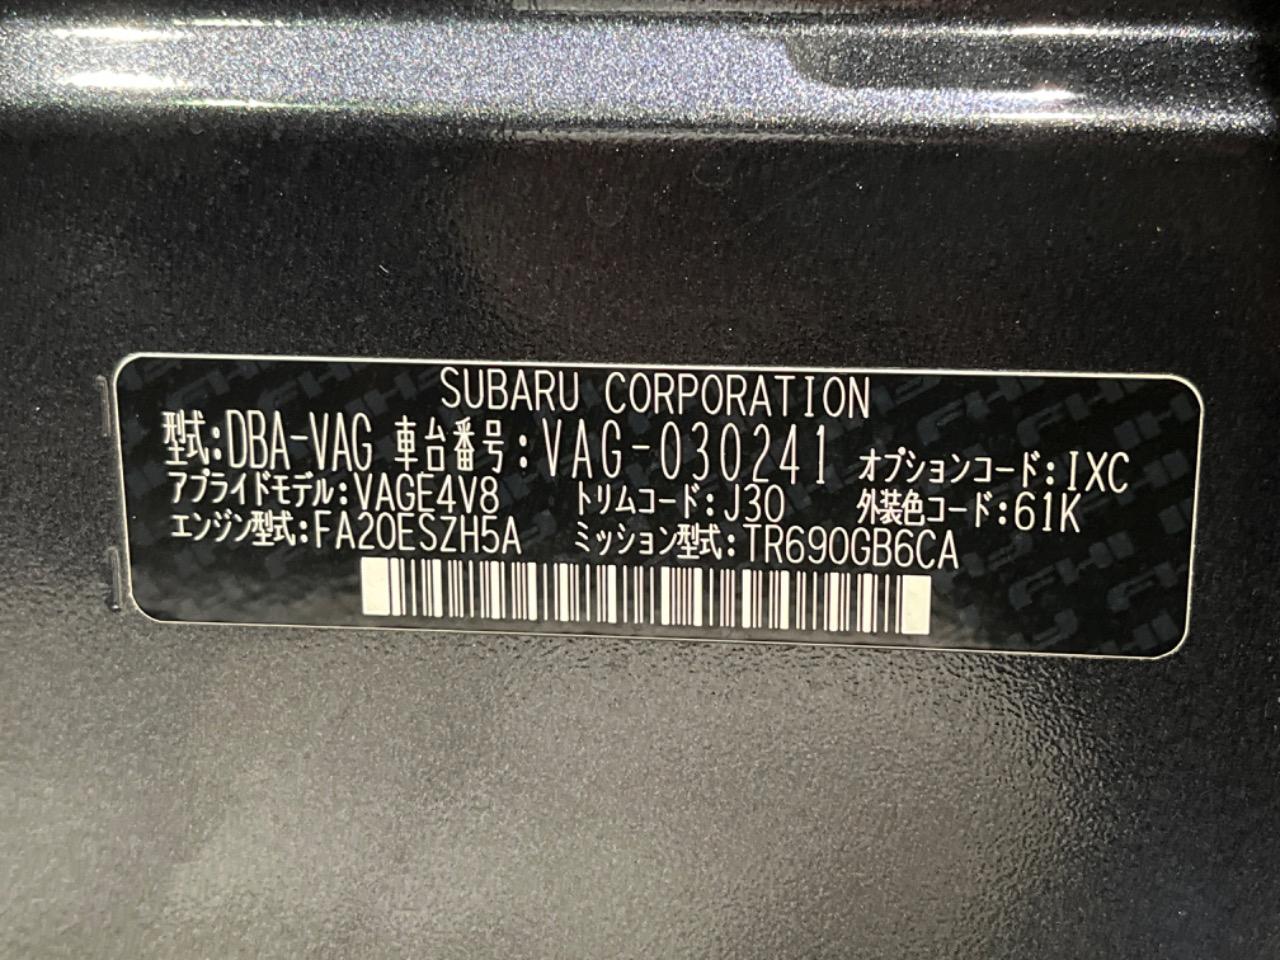 SUBARU CORPORATION
型式:DBA-VAG 車台番号:VAG-030241 オプションコード:IXC
アプライドモデル:VAGE4V8 トリムコード:J30 外装色コード:61K
エンジン型式:FA20ESZH5A ミッション型式:TR690GB6CA